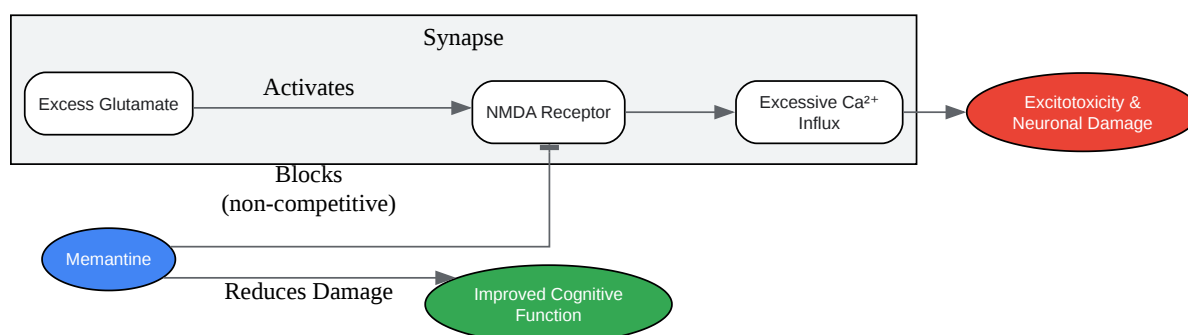 Synapse
Excess Glutamate
Activates
NMDA Receptor
Excessive Ca²⁺
Influx
Excitotoxicity &
Neuronal Damage
Blocks
(non-competitive)
Memantine
Reduces Damage
Improved Cognitive
Function